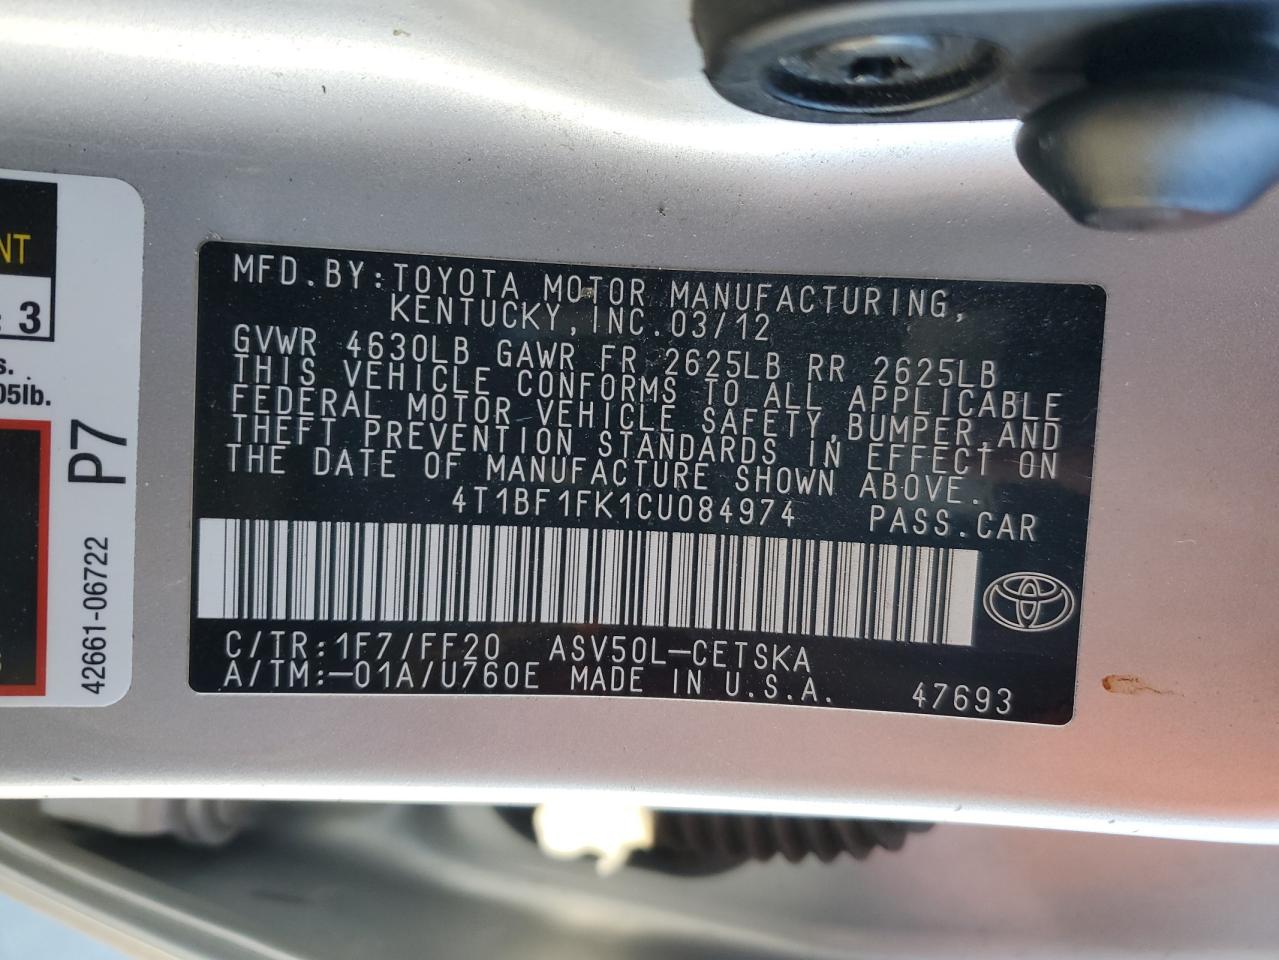 NT
: 3
s.
05lb.
P7
42661-06722
MFD.BY:TOYOTA MOTOR MANUFACTURING,
KENTUCKY,INC.03/12
GVWR 4630LB GAWR FR 2625LB RR 2625LB
THIS VEHICLE CONFORMS TO ALL APPLICABLE
FEDERAL MOTOR VEHICLE SAFETY,BUMPER,AND
THEFT PREVENTION STANDARDS IN EFFECT ON
THE DATE OF MANUFACTURE SHOWN ABOVE.
4T1BF1FK1CU084974 PASS.CAR
C/TR:1F7/FF20 ASV50L-CETSKA
A/TM:-01A/U760E MADE IN U.S.A. 47693